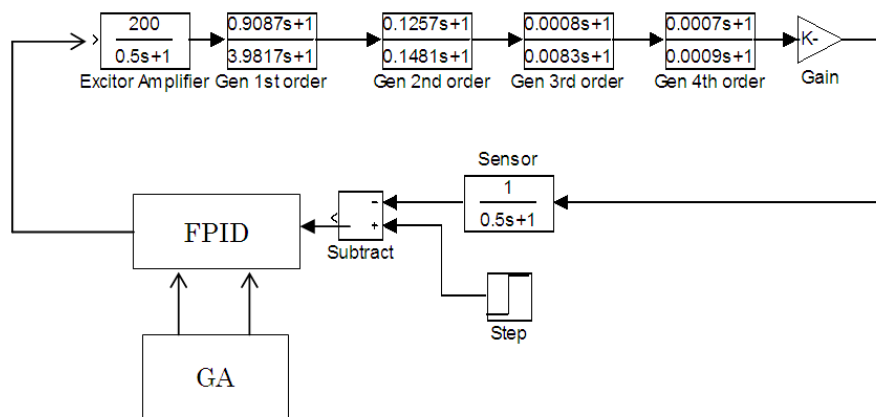 200
0.5s+1
Excitor Amplifier
0.9087s+1
3.9817s+1
Gen 1st order
0.1257s+1
0.1481s+1
Gen 2nd order
0.0008s+1
0.0083s+1
Gen 3rd order
0.0007s+1
0.0009s+1
Gen 4th order
K-
Gain
Sensor
1
0.5s+1
-
+
Subtract
Step
FPID
GA